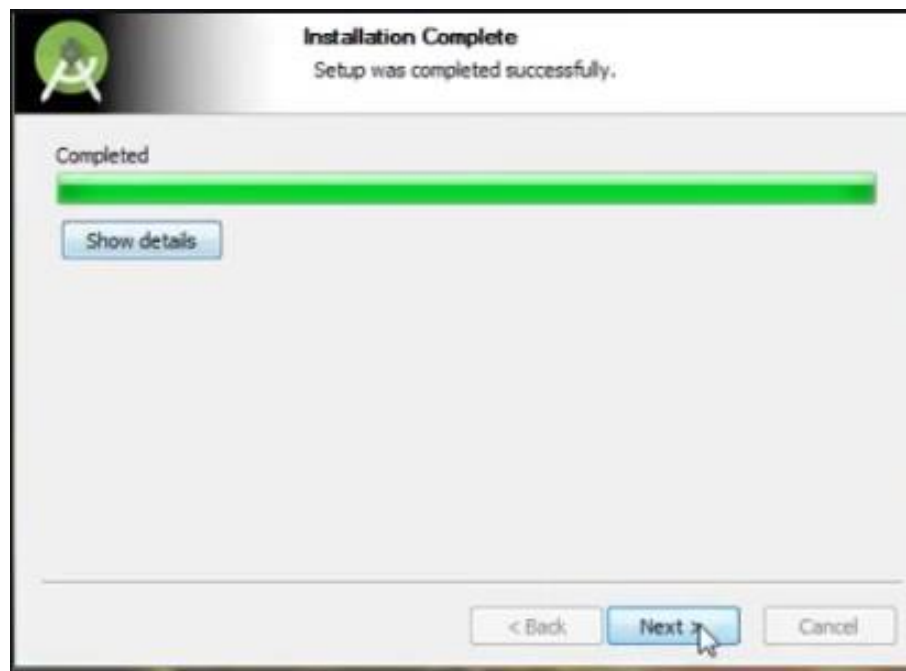 Installation Complete
Setup was completed successfully.
Completed
Show details
< Back
Next >
Cancel